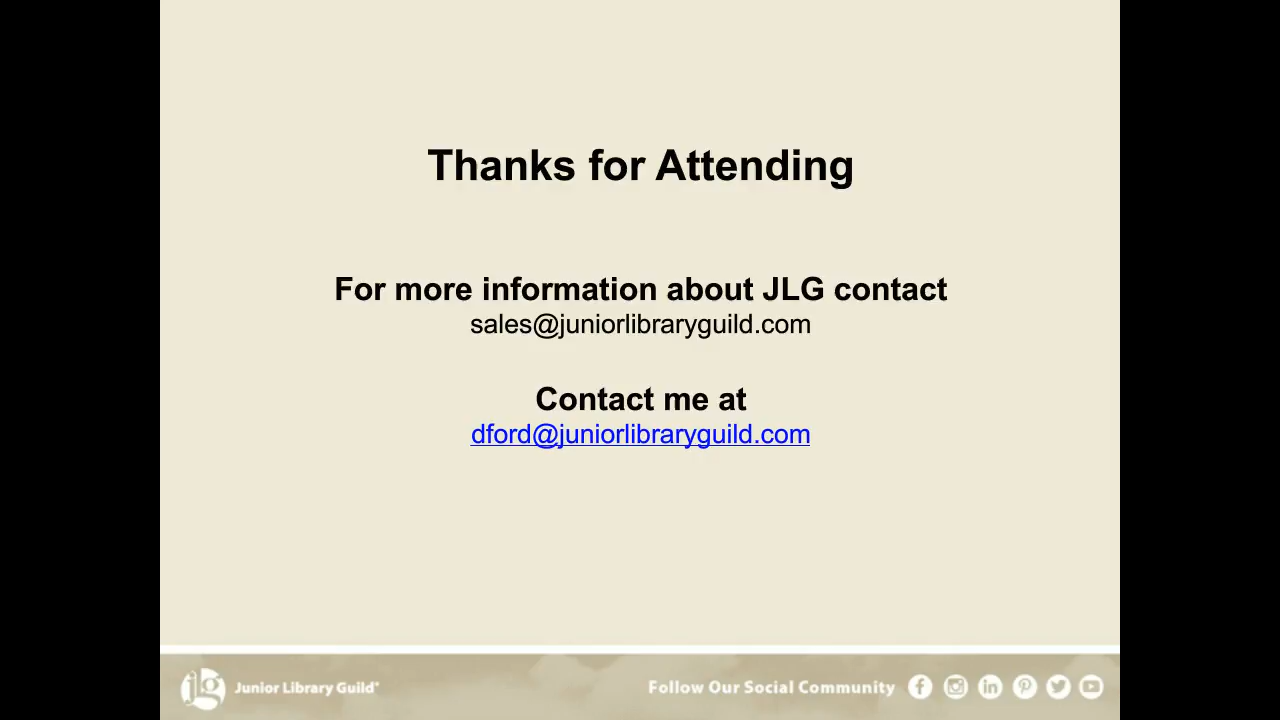 Thanks for Attending
For more information about JLG contact
sales@juniorlibraryguild.com
Contact me at
dford@juniorlibraryguild.com
jlg Junior Library Guild® Follow Our Social Community